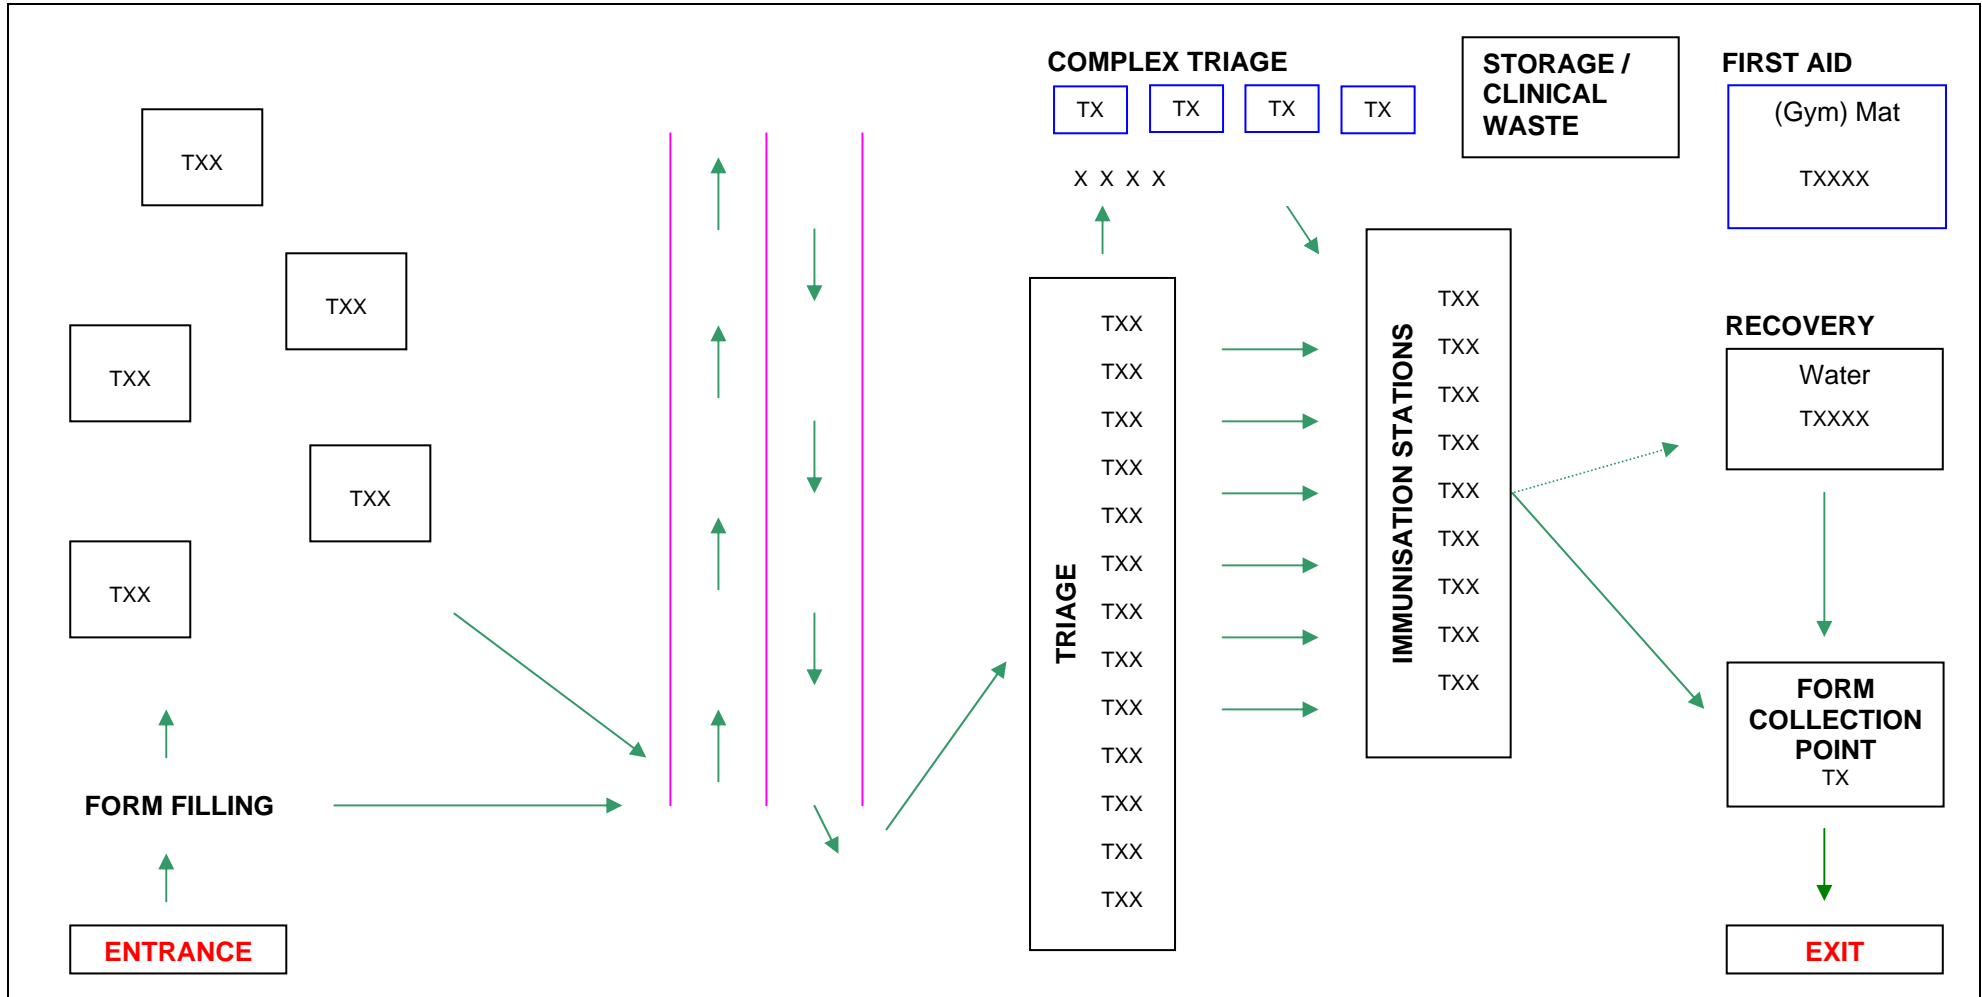 COMPLEX TRIAGE
TX
TX
TX
TX
X X X X
STORAGE /
CLINICAL
WASTE
FIRST AID
(Gym) Mat
TXXXX
TXX
TXX
TXX
TXX
TXX
FORM FILLING
ENTRANCE
TRIAGE
TXX
TXX
TXX
TXX
TXX
TXX
TXX
TXX
TXX
TXX
TXX
TXX
TXX
IMMUNISATION STATIONS
TXX
TXX
TXX
TXX
TXX
TXX
TXX
TXX
TXX
RECOVERY
Water
TXXXX
FORM
COLLECTION
POINT
TX
EXIT